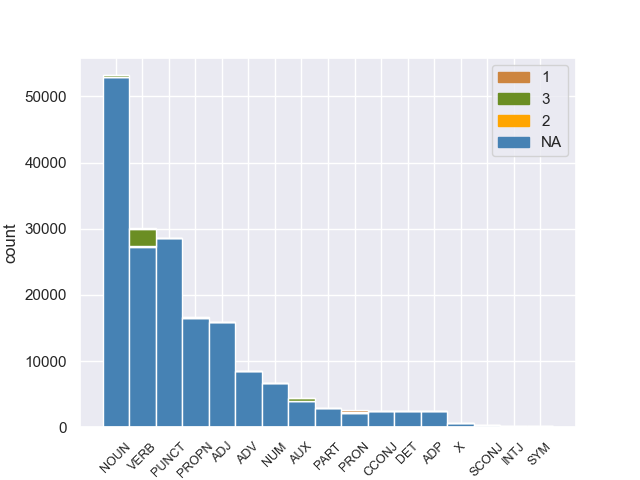 1
3
2
NA
50000
40000
30000
20000
10000
0
count
NOUN
VERB
PUNCT
PROPN
ADJ
ADV
NUM
AUX
PART
PRON
CCONJ
DET
ADP
X
SCONJ
INTJ
SYM